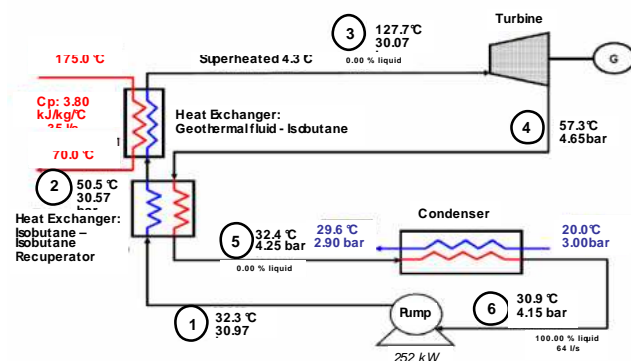 Turbine
3
127.7°C
30.07
0.00 % liquid
175.0 °C
Superheated 4.3 C
G
Cp: 3.80
kJ/kg/°C
35 l/s
Heat Exchanger:
Geothermal fluid - Isobutane
4
57.3°C
4.65bar
70.0°C
2
50.5 °C
30.57
Heat Exchanger:
Isobutane –
Isobutane
Recuperator
5
32.4°C
4.25 bar
0.00 % liquid
29.6 °C
2.90 bar
Condenser
20.0°C
3.00bar
1
32.3°C
30.97
Pump
252 kW
6
30.9°C
4.15 bar
100.00 % liquid
64 l/s